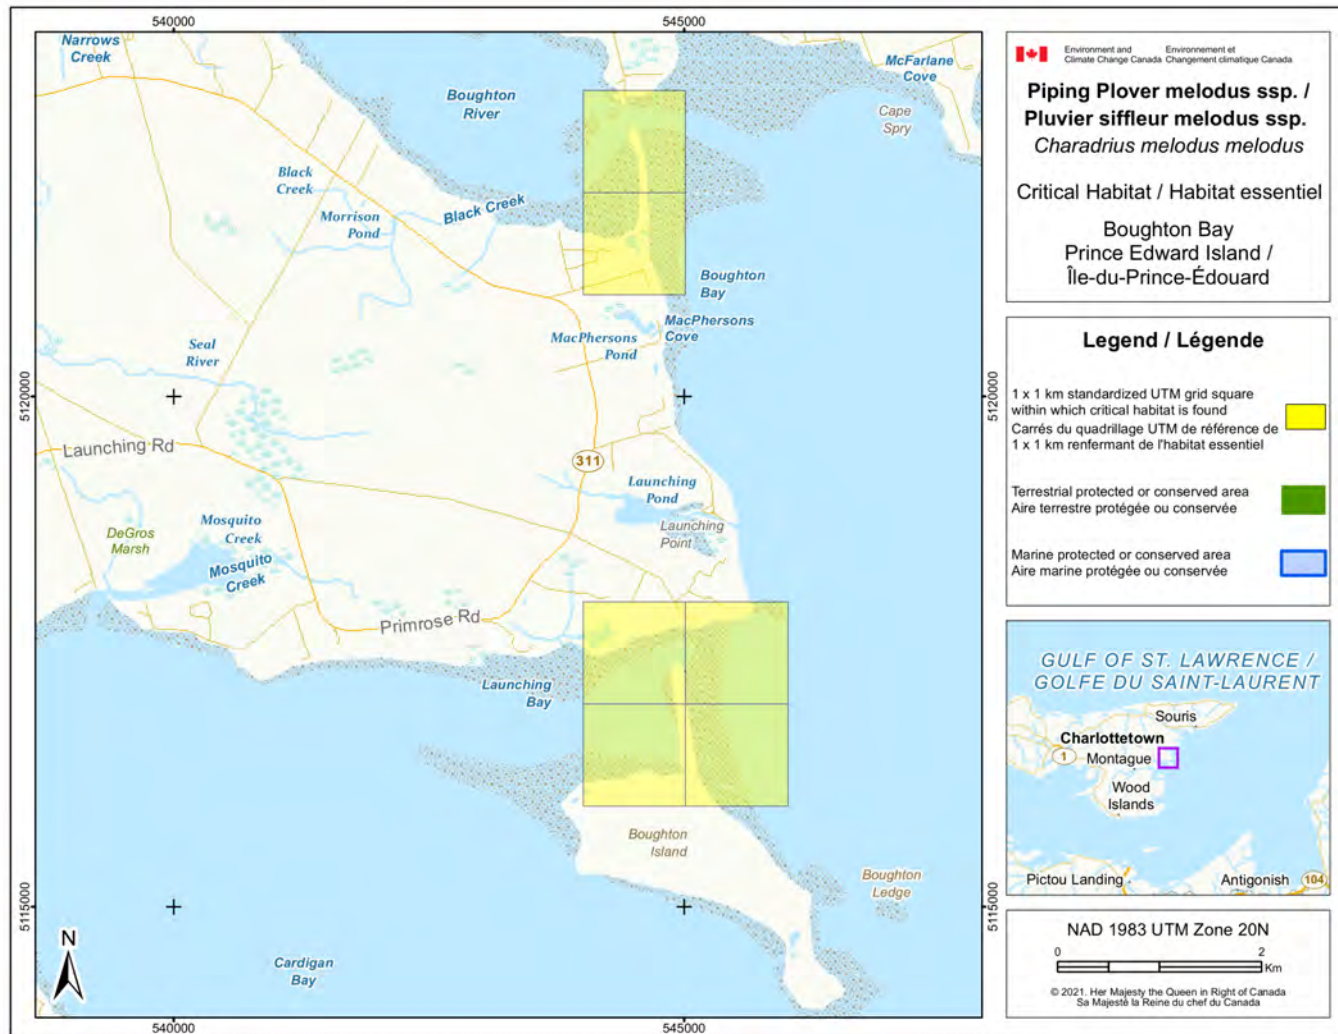 540000
545000
Narrows
Creek
Boughton
River
McFarlane
Cove
Cape
Spry
Black
Creek
Black Creek
Morrison
Pond
Boughton
Bay
MacPhersons
Cove
MacPhersons
Pond
Seal
River
5120000
5120000
Launching Rd
311
Launching
Pond
Launching
Point
DeGros
Marsh
Mosquito
Creek
Mosquito
Creek
Primrose Rd
Launching
Bay
Boughton
Island
Boughton
Ledge
5115000
5115000
N
Cardigan
Bay
540000
545000
Environment and
Climate Change Canada
Environnement et
Changement climatique Canada
Piping Plover melodus ssp. /
Pluvier siffleur melodus ssp.
Charadrius melodus melodus
Critical Habitat / Habitat essentiel
Boughton Bay
Prince Edward Island /
Île-du-Prince-Édouard
Legend / Légende
1 x 1 km standardized UTM grid square
within which critical habitat is found
Carrés du quadrillage UTM de référence de
1 x 1 km renfermant de l'habitat essentiel
Terrestrial protected or conserved area
Aire terrestre protégée ou conservée
Marine protected or conserved area
Aire marine protégée ou conservée
GULF OF ST. LAWRENCE /
GOLFE DU SAINT-LAURENT
Souris
Charlottetown
1
Montague
Wood
Islands
Pictou Landing
Antigonish
104
NAD 1983 UTM Zone 20N
0
2
Km
© 2021. Her Majesty the Queen in Right of Canada
Sa Majesté la Reine du chef du Canada